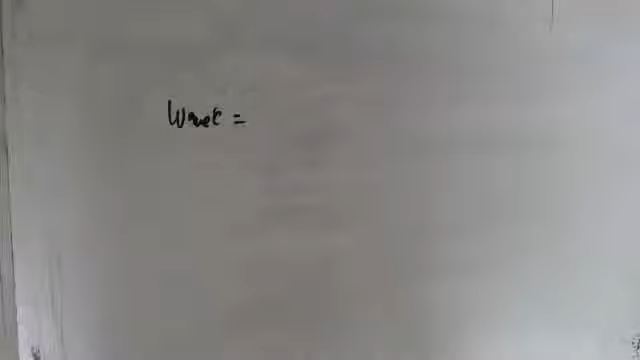 Wnet =